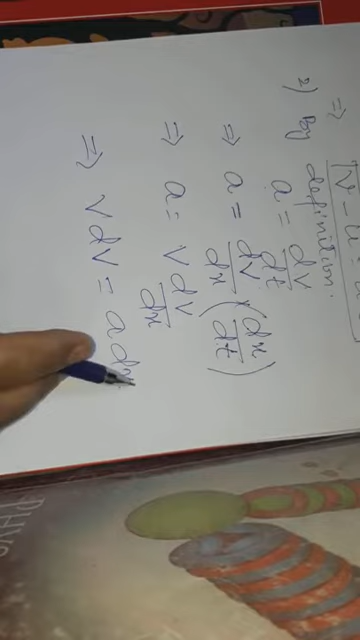 ⇒ v - u =
2) By definition.
a = dv/dt
⇒ a = dv/dx × (dx/dt)
⇒ a = v dv/dx
⇒ v dv = a dx